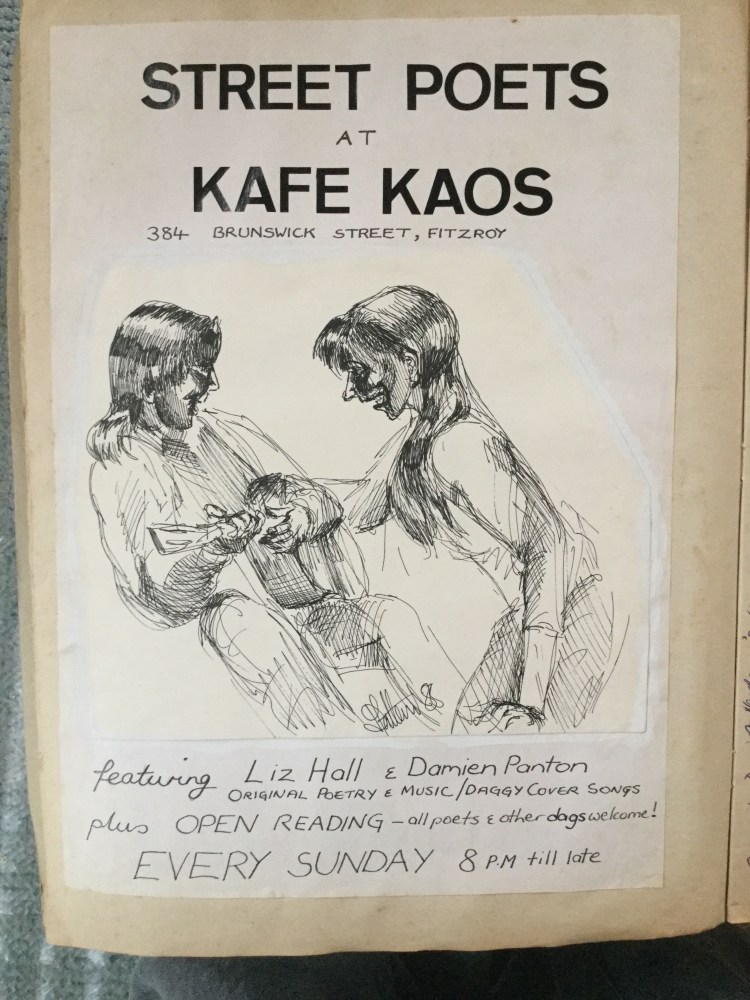 STREET POETS
AT
KAFE KAOS
384 BRUNSWICK STREET, FITZROY
featuring Liz Hall & Damien Panton
ORIGINAL POETRY & MUSIC/DAGGY COVER SONGS
plus OPEN READING – all poets & other dags welcome!
EVERY SUNDAY 8 P.M till late